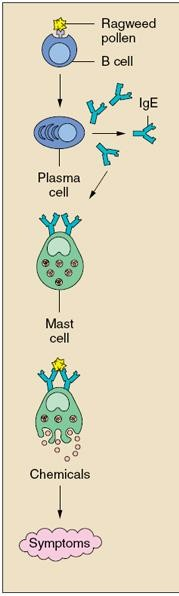 Ragweed
pollen
B cell
IgE
Plasma
cell
Mast
cell
Chemicals
Symptoms